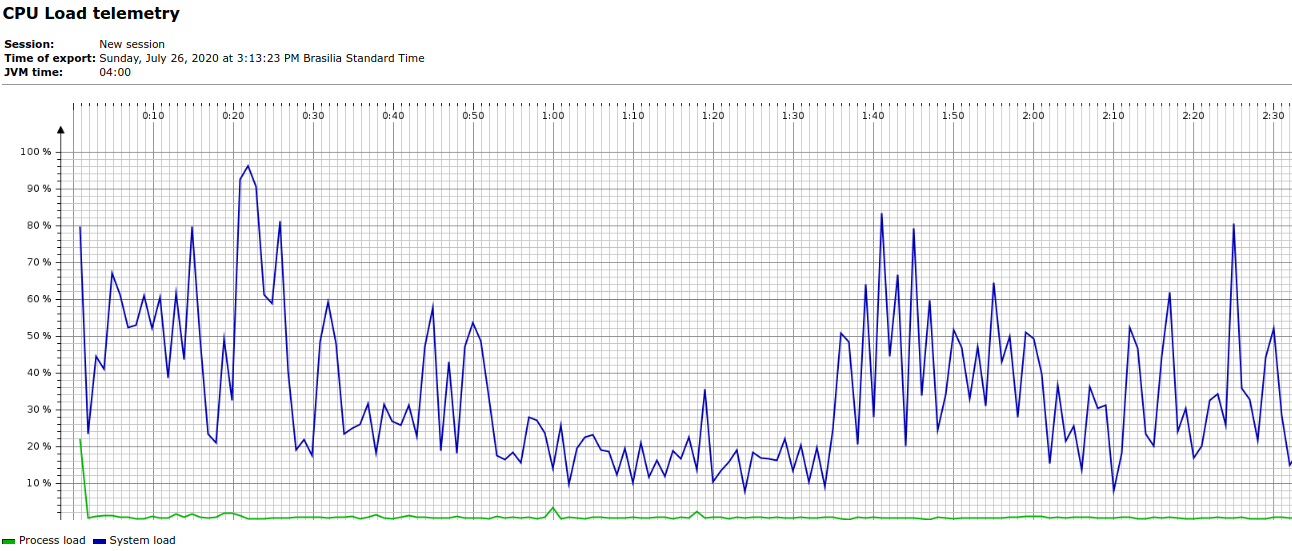 CPU Load telemetry
Session: New session
Time of export: Sunday, July 26, 2020 at 3:13:23 PM Brasilia Standard Time
JVM time: 04:00
0:10 0:20 0:30 0:40 0:50 1:00 1:10 1:20 1:30 1:40 1:50 2:00 2:10 2:20 2:30
100 %
90 %
80 %
70 %
60 %
50 %
40 %
30 %
20 %
10 %
Process load System load